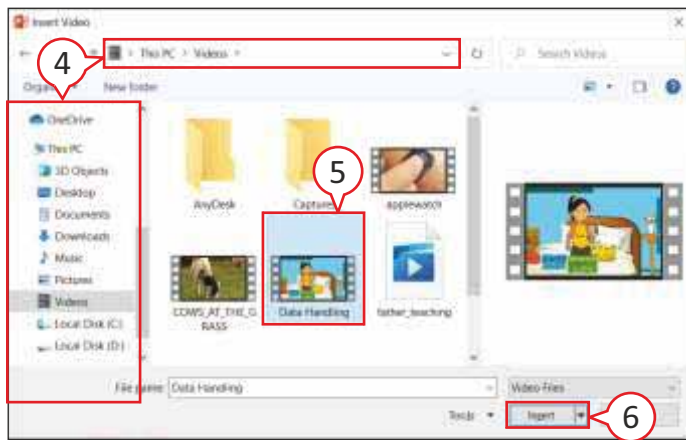 Insert Video
4
This PC > Videos >
Search Videos
New folder
OneDrive
This PC
3D Objects
Desktop
Documents
Downloads
Music
Pictures
Videos
Local Disk (C:)
Local Disk (D:)
AnyDesk
Captures
applewatch
5
COWS_AT_THE_G
RASS
Data Handling
father_teaching
File name: Data Handling
Video Files
Tools
Insert
6